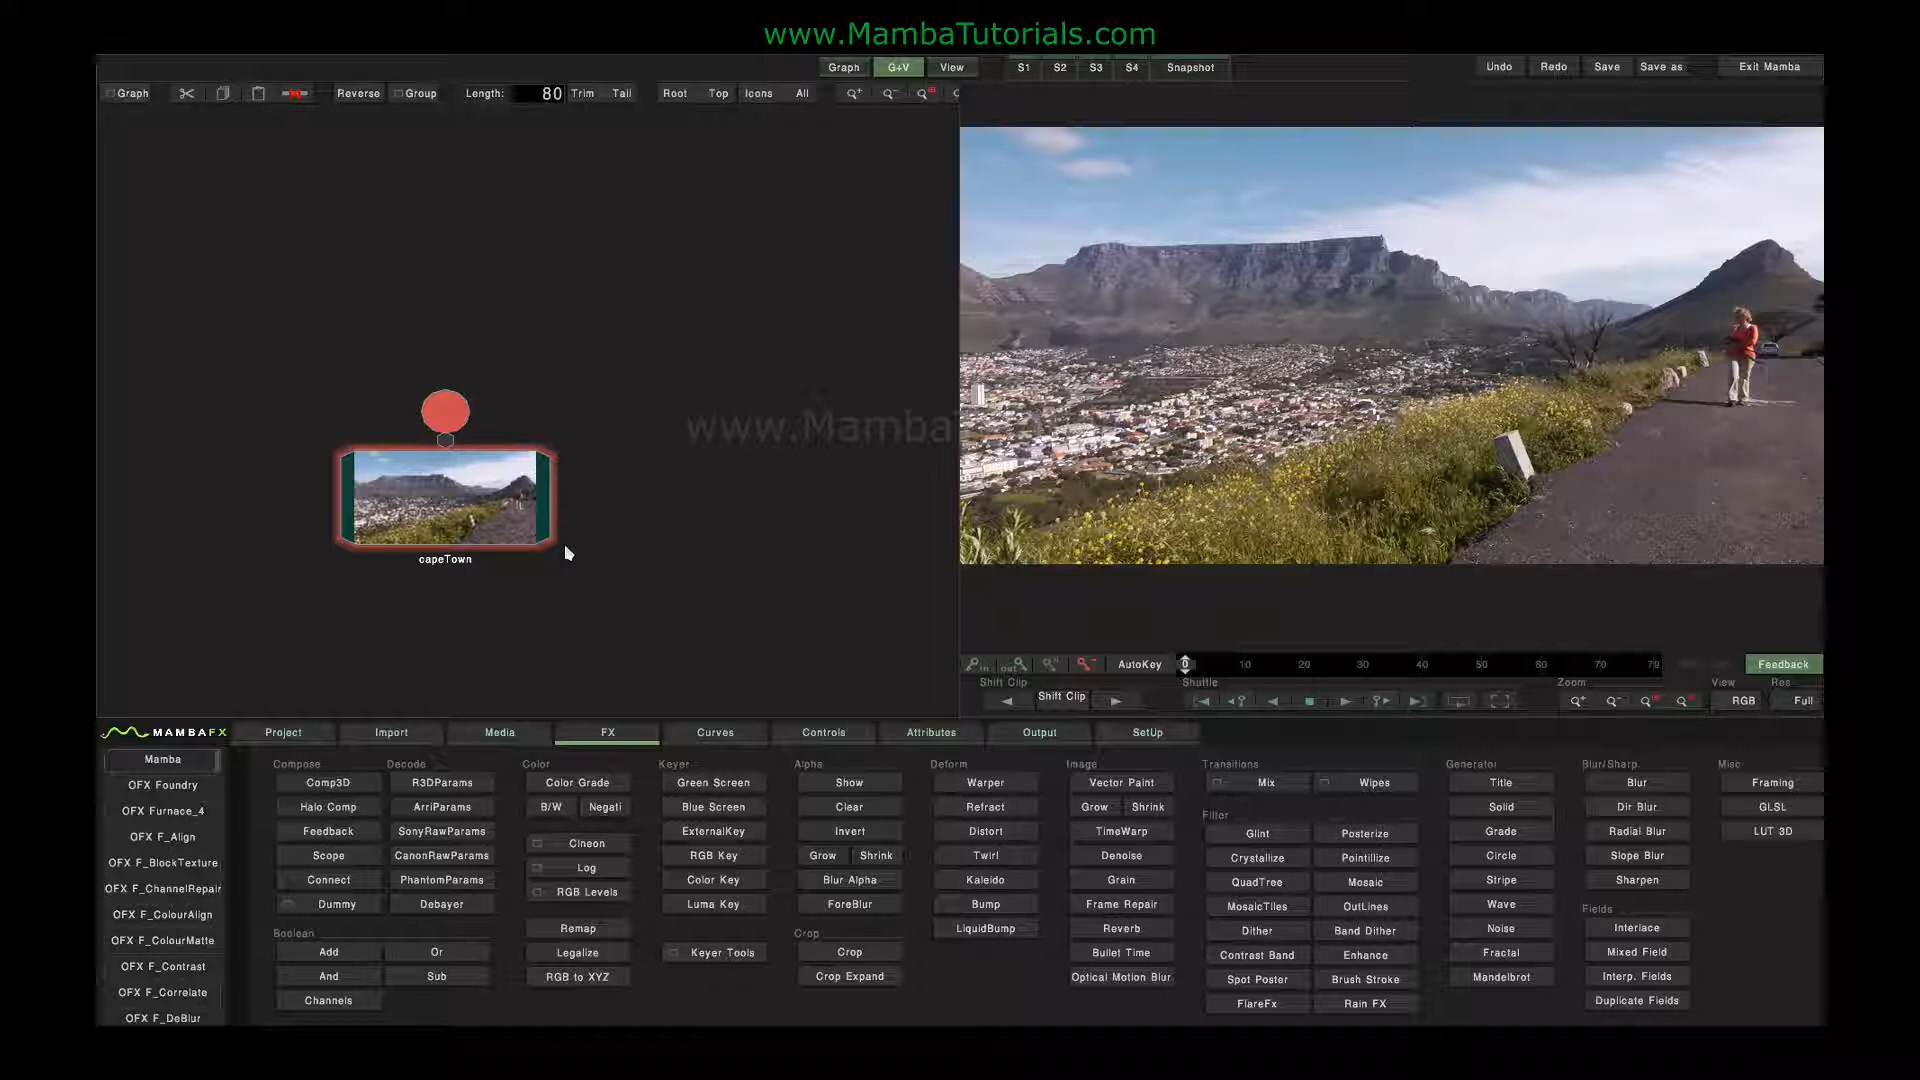 www.MambaTutorials.com
Graph G+V View S1 S2 S3 S4 Snapshot Undo Redo Save Save as Exit Mamba
Graph Reverse Group Length: 80 Trim Tail Root Top Icons All
www.MambaT
capeTown
AutoKey 0 10 20 30 40 50 60 70 79 Feedback
Shift Clip Shuttle Zoom View Res
Shift Clip RGB Full
MAMBAFX Project Import Media FX Curves Controls Attributes Output SetUp
Mamba
OFX Foundry
OFX Furnace_4
OFX F_Align
OFX F_BlockTexture
OFX F_ChannelRepair
OFX F_ColourAlign
OFX F_ColourMatte
OFX F_Contrast
OFX F_Correlate
OFX F_DeBlur
Compose
Comp3D
Halo Comp
Feedback
Scope
Connect
Dummy
Boolean
Add Or
And Sub
Channels
Decode
R3DParams
ArriParams
SonyRawParams
CanonRawParams
PhantomParams
Debayer
Color
Color Grade
B/W Negati
Cineon
Log
RGB Levels
Remap
Legalize
RGB to XYZ
Keyer
Green Screen
Blue Screen
ExternalKey
RGB Key
Color Key
Luma Key
Keyer Tools
Alpha
Show
Clear
Invert
Grow Shrink
Blur Alpha
ForeBlur
Crop
Crop
Crop Expand
Deform
Warper
Refract
Distort
Twirl
Kaleido
Bump
LiquidBump
Image
Vector Paint
Grow Shrink
TimeWarp
Denoise
Grain
Frame Repair
Reverb
Bullet Time
Optical Motion Blur
Transitions
Mix Wipes
Filter
Glint Posterize
Crystallize Pointillize
QuadTree Mosaic
MosaicTiles OutLines
Dither Band Dither
Contrast Band Enhance
Spot Poster Brush Stroke
FlareFx Rain FX
Generator
Title
Solid
Grade
Circle
Stripe
Wave
Noise
Fractal
Mandelbrot
Blur/Sharp
Blur
Dir Blur
Radial Blur
Slope Blur
Sharpen
Fields
Interlace
Mixed Field
Interp. Fields
Duplicate Fields
Misc
Framing
GLSL
LUT 3D